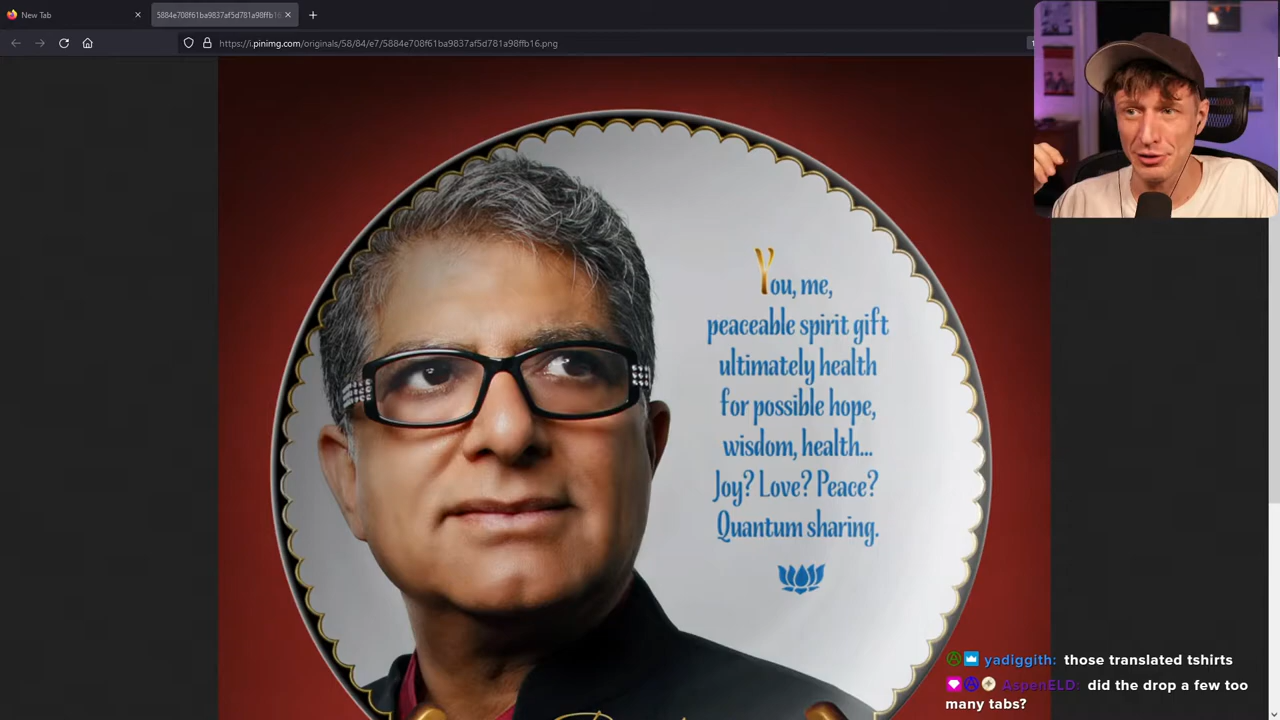 New Tab
5884e708f61ba9837af5d781a98ffb16
https://i.pinimg.com/originals/58/84/e7/5884e708f61ba9837af5d781a98ffb16.png
You, me,
peaceable spirit gift
ultimately health
for possible hope,
wisdom, health...
Joy? Love? Peace?
Quantum sharing.
yadiggith: those translated tshirts
AspenELD: did the drop a few too
many tabs?